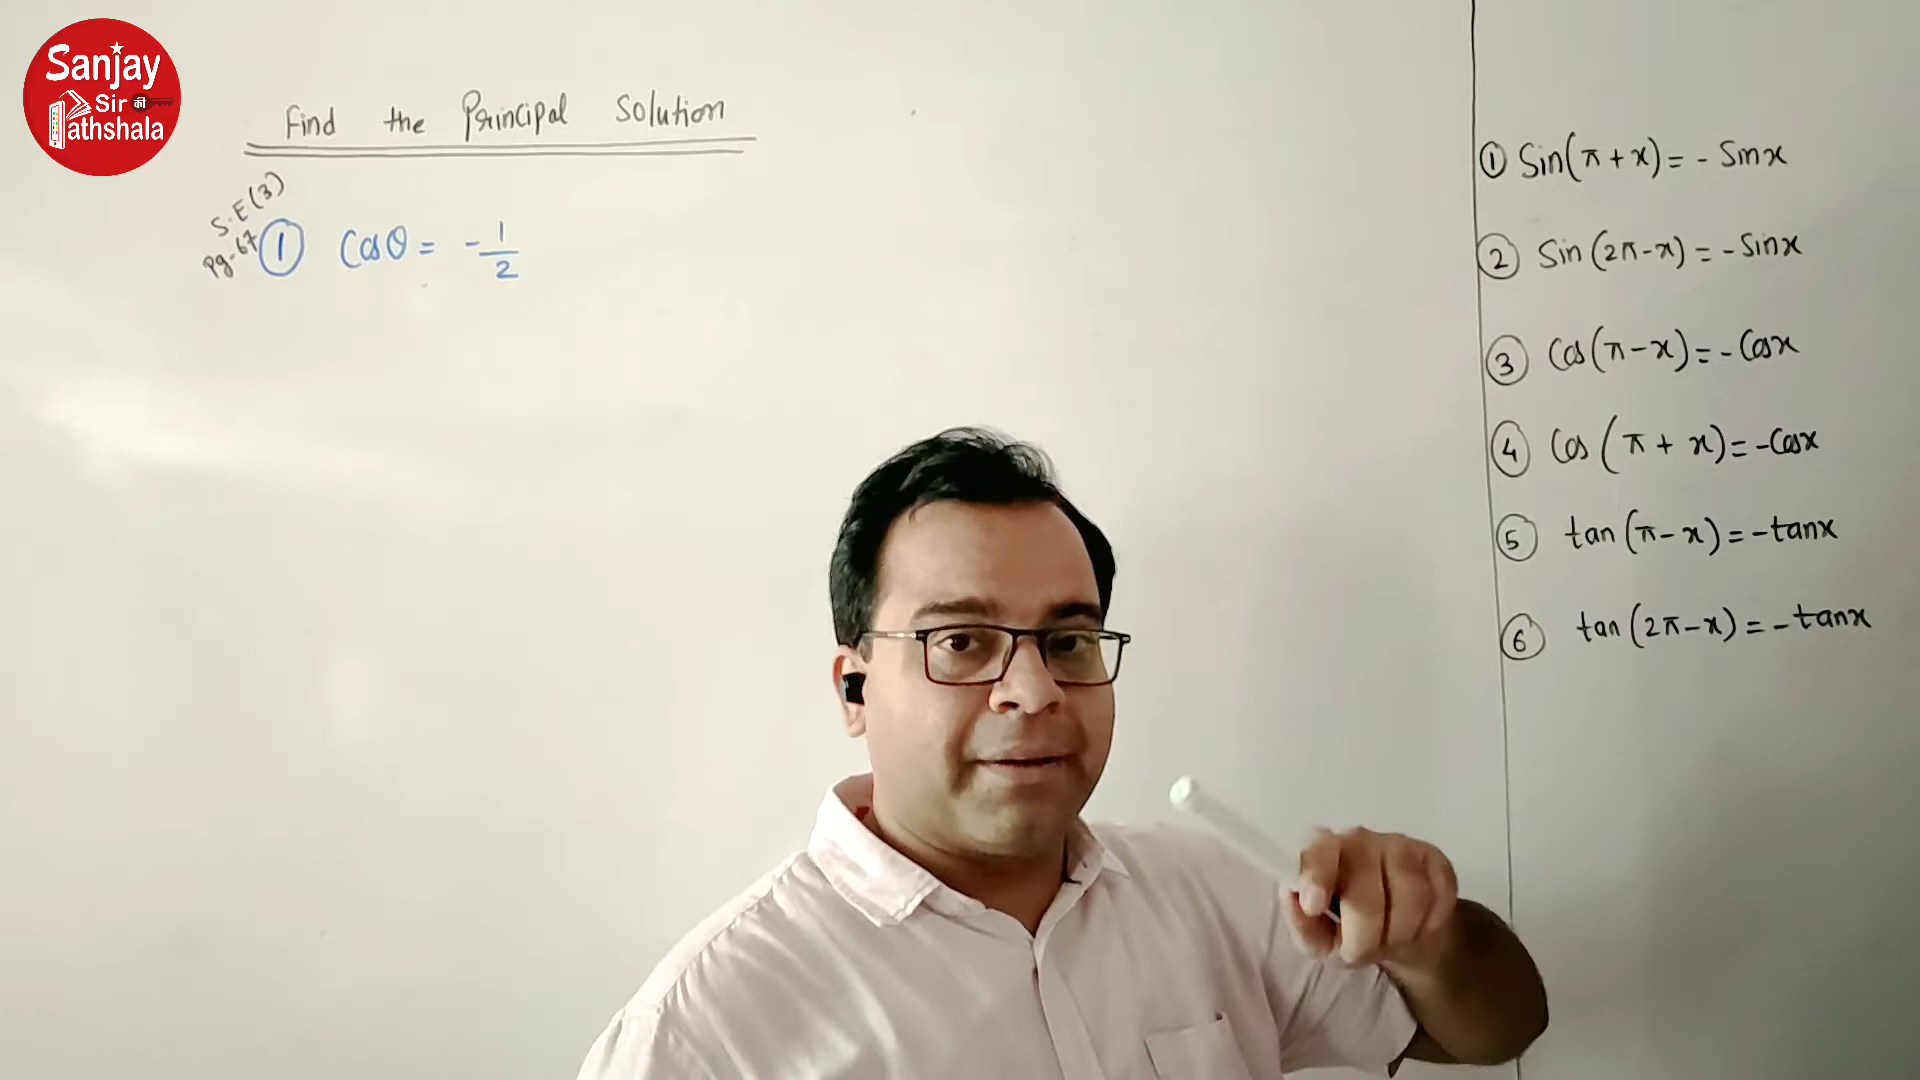 Sanjay
Sir की
Pathshala
Find the Principal Solution
S.E (3)
Pg-67
① Cosθ = -1/2
① Sin(π + x) = - Sinx
② Sin (2π-x) = - Sinx
③ Cos(π-x) = - Cosx
④ Cos (π + x) = -Cosx
⑤ tan (π-x) = -tanx
⑥ tan (2π-x) = -tanx